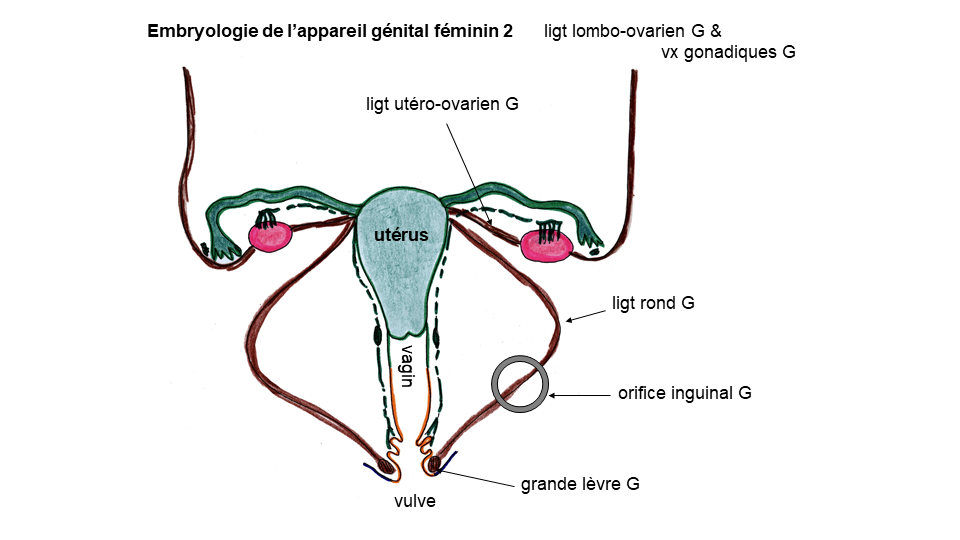 Embryologie de l’appareil génital féminin 2
ligt lombo-ovarien G &
vx gonadiques G
ligt utéro-ovarien G
utérus
ligt rond G
vagin
orifice inguinal G
grande lèvre G
vulve